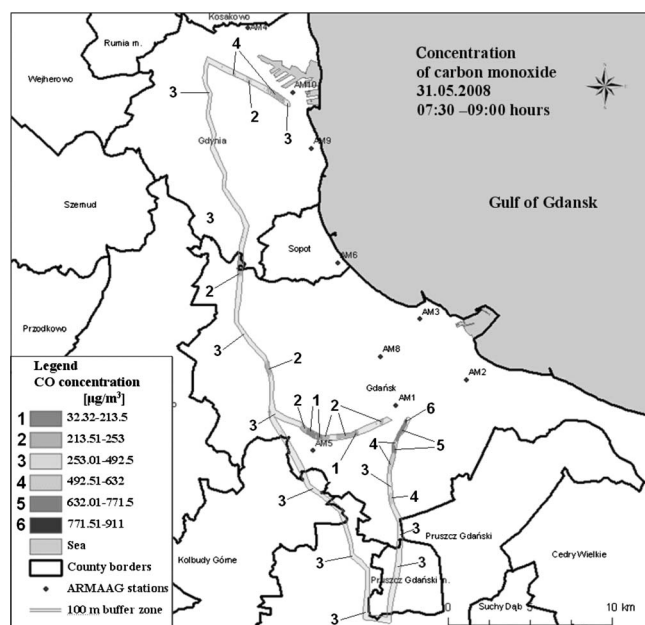 Kosakowo
AM4
Rumia m.
Wejherowo
4
3
AM10
2
3
Gdynia
AM9
Concentration
of carbon monoxide
31.05.2008
07:30 –09:00 hours
Szemud
3
Gulf of Gdansk
Sopot
AM6
2
Przodkowo
3
AM3
2
AM8
Gdańsk
AM2
AM1
2 1 2
6
3
AM5
1
4
5
3
4
3
3
Pruszcz Gdański
Kolbudy Górne
Cedry Wielkie
3
3
Pruszcz Gdański m.
3
Suchy Dąb
0
5
10 km
Legend
CO concentration
[µg/m³]
1 32.32-213.5
2 213.51-253
3 253.01-492.5
4 492.51-632
5 632.01-771.5
6 771.51-911
Sea
County borders
ARMAAG stations
100 m buffer zone